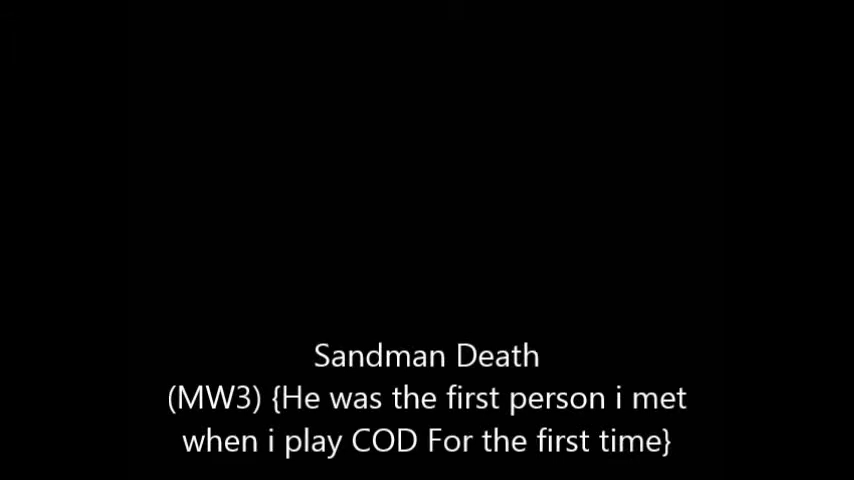 Sandman Death
(MW3) {He was the first person i met
when i play COD For the first time}